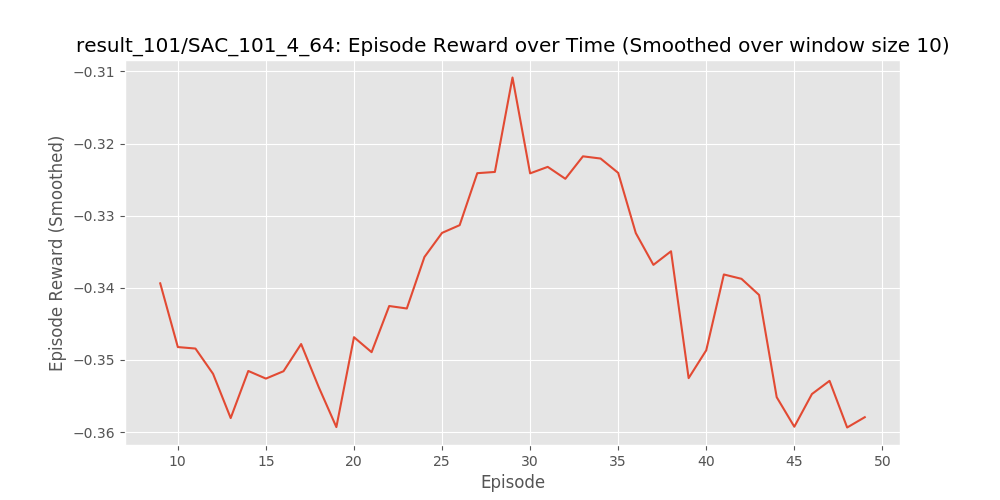 result_101/SAC_101_4_64: Episode Reward over Time (Smoothed over window size 10)
Episode Reward (Smoothed)
−0.31
−0.32
−0.33
−0.34
−0.35
−0.36
10 15 20 25 30 35 40 45 50
Episode